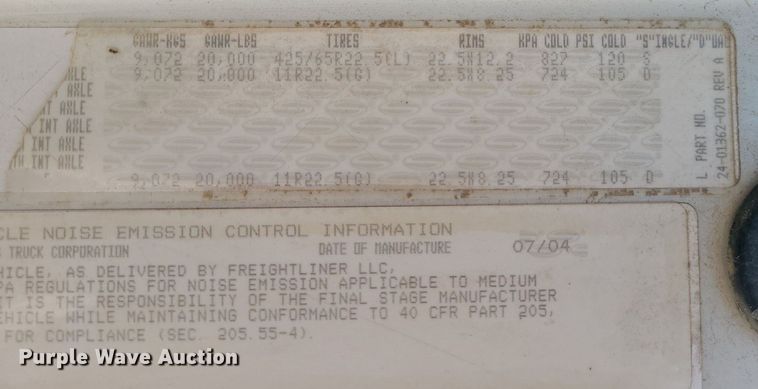 GAWR-KGS GAWR-LBS TIRES RIMS KPA COLD PSI COLD "S"INGLE/"D"UAL
9,072 20,000 425/65R22.5(L) 22.5X12.2 827 120 S
AXLE 9,072 20,000 11R22.5(G) 22.5X8.25 724 105 D
INT AXLE
INT AXLE
INT AXLE
INT AXLE
9,072 20,000 11R22.5(G) 22.5X8.25 724 105 D
L PART NO.
24-01362-070 REV A
CLE NOISE EMISSION CONTROL INFORMATION
TRUCK CORPORATION DATE OF MANUFACTURE 07/04
HICLE, AS DELIVERED BY FREIGHTLINER LLC,
PA REGULATIONS FOR NOISE EMISSION APPLICABLE TO MEDIUM
IT IS THE RESPONSIBILITY OF THE FINAL STAGE MANUFACTURER
EHICLE WHILE MAINTAINING CONFORMANCE TO 40 CFR PART 205,
FOR COMPLIANCE (SEC. 205.55-4).
Purple Wave Auction